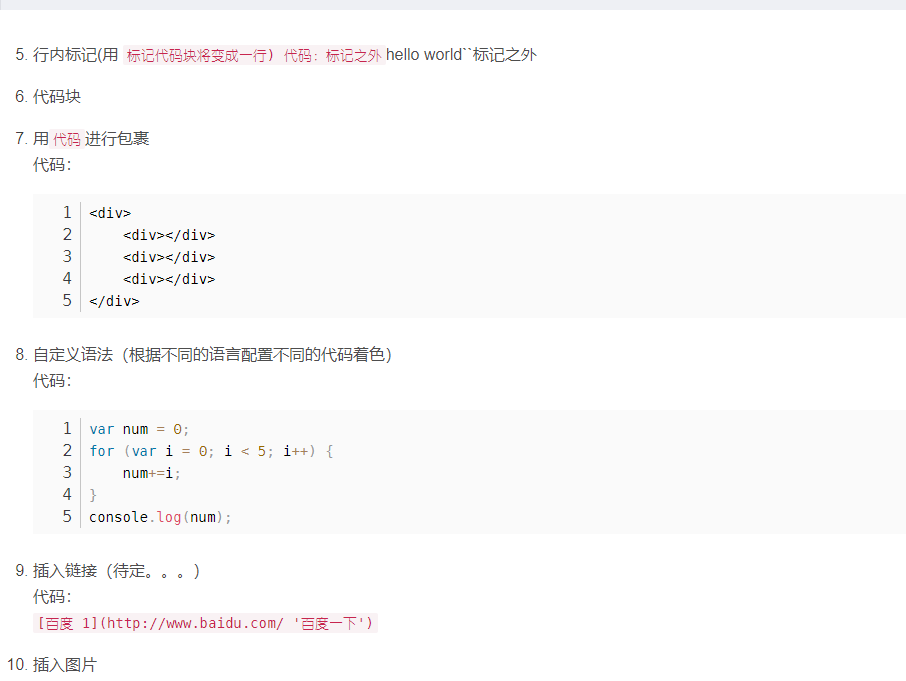 5. 行内标记(用 标记代码块将变成一行) 代码: 标记之外 hello world``标记之外
6. 代码块
7. 用 代码 进行包裹
代码：
1 <div>
2     <div></div>
3     <div></div>
4     <div></div>
5 </div>
8. 自定义语法（根据不同的语言配置不同的代码着色）
代码：
1 var num = 0;
2 for (var i = 0; i < 5; i++) {
3     num+=i;
4 }
5 console.log(num);
9. 插入链接（待定。。。）
代码：
[百度 1](http://www.baidu.com/ '百度一下')
10. 插入图片